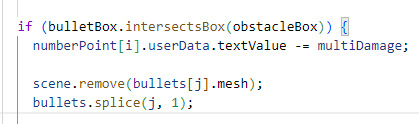 if (bulletBox.intersectsBox(obstacleBox)) {
numberPoint[i].userData.textValue -= multiDamage;
scene.remove(bullets[j].mesh);
bullets.splice(j, 1);